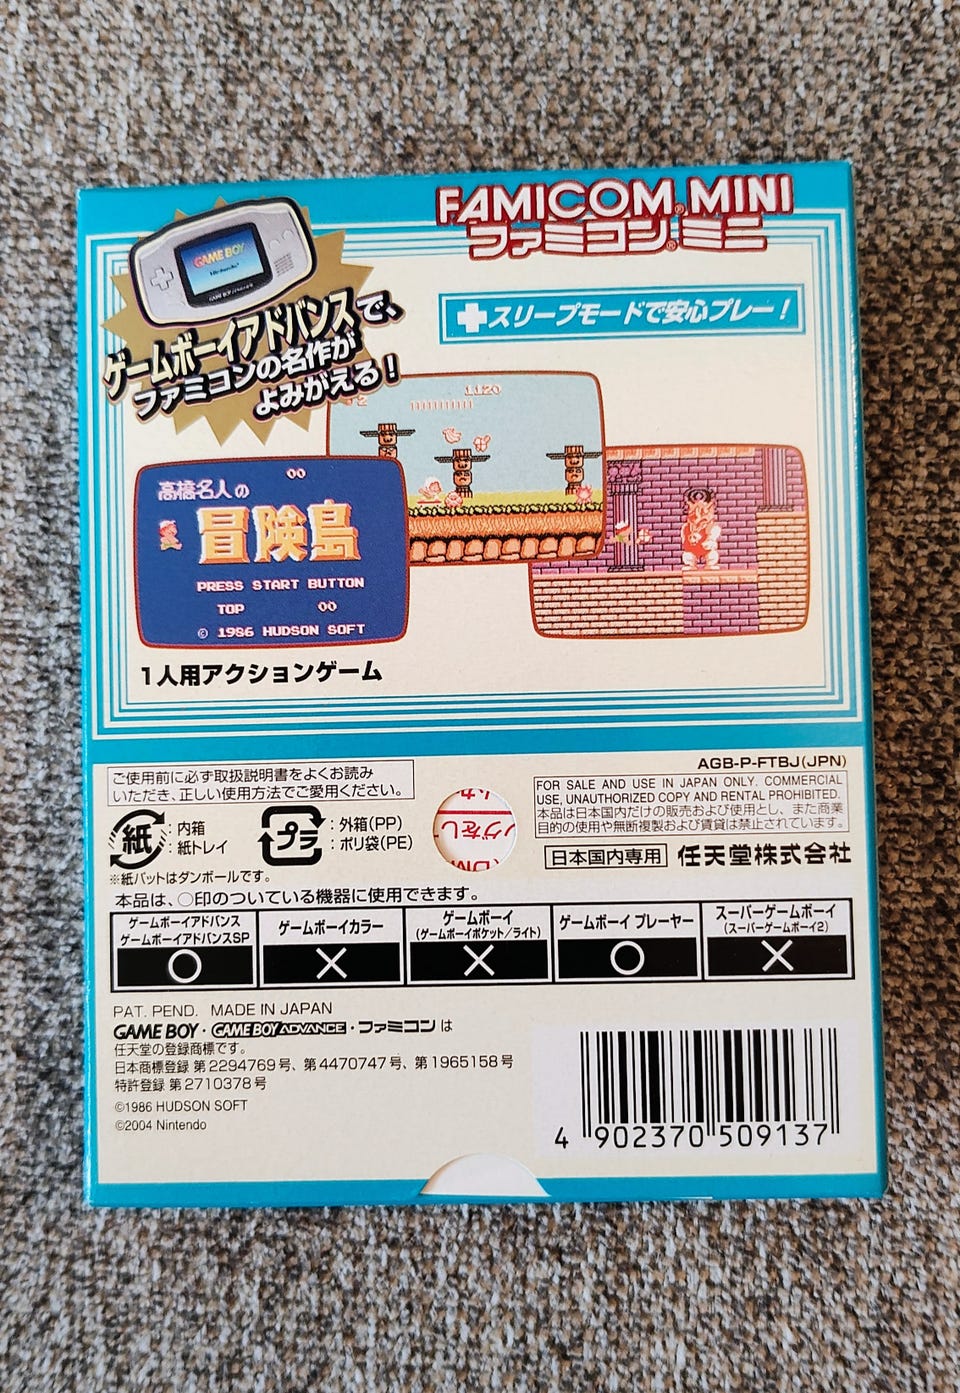 FAMICOM MINI
ファミコン ミニ
GAME BOY
Nintendo
ゲームボーイアドバンスで、
ファミコンの名作が
よみがえる!
スリープモードで安心プレー!
1120
00
高橋名人の
冒険島
PRESS START BUTTON
TOP 00
© 1986 HUDSON SOFT
1人用アクションゲーム
AGB-P-FTBJ(JPN)
ご使用前に必ず取扱説明書をよくお読み
いただき、正しい使用方法でご愛用ください。
紙 :内箱
:紙トレイ
プラ :外箱(PP)
:ポリ袋(PE)
※紙パットはダンボールです。
FOR SALE AND USE IN JAPAN ONLY. COMMERCIAL
USE, UNAUTHORIZED COPY AND RENTAL PROHIBITED.
本品は日本国内だけの販売および使用とし、また商業
目的の使用や無断複製および賃貸は禁止されています。
日本国内専用 任天堂株式会社
本品は、○印のついている機器に使用できます。
ゲームボーイアドバンス
ゲームボーイアドバンスSP
○
ゲームボーイカラー
×
ゲームボーイ
(ゲームボーイポケット/ライト)
×
ゲームボーイ プレーヤー
○
スーパーゲームボーイ
(スーパーゲームボーイ2)
×
PAT. PEND. MADE IN JAPAN
GAME BOY・GAME BOY ADVANCE・ファミコン は
任天堂の登録商標です。
日本商標登録 第2294769号、第4470747号、第1965158号
特許登録 第2710378号
©1986 HUDSON SOFT
©2004 Nintendo
4 902370 509137